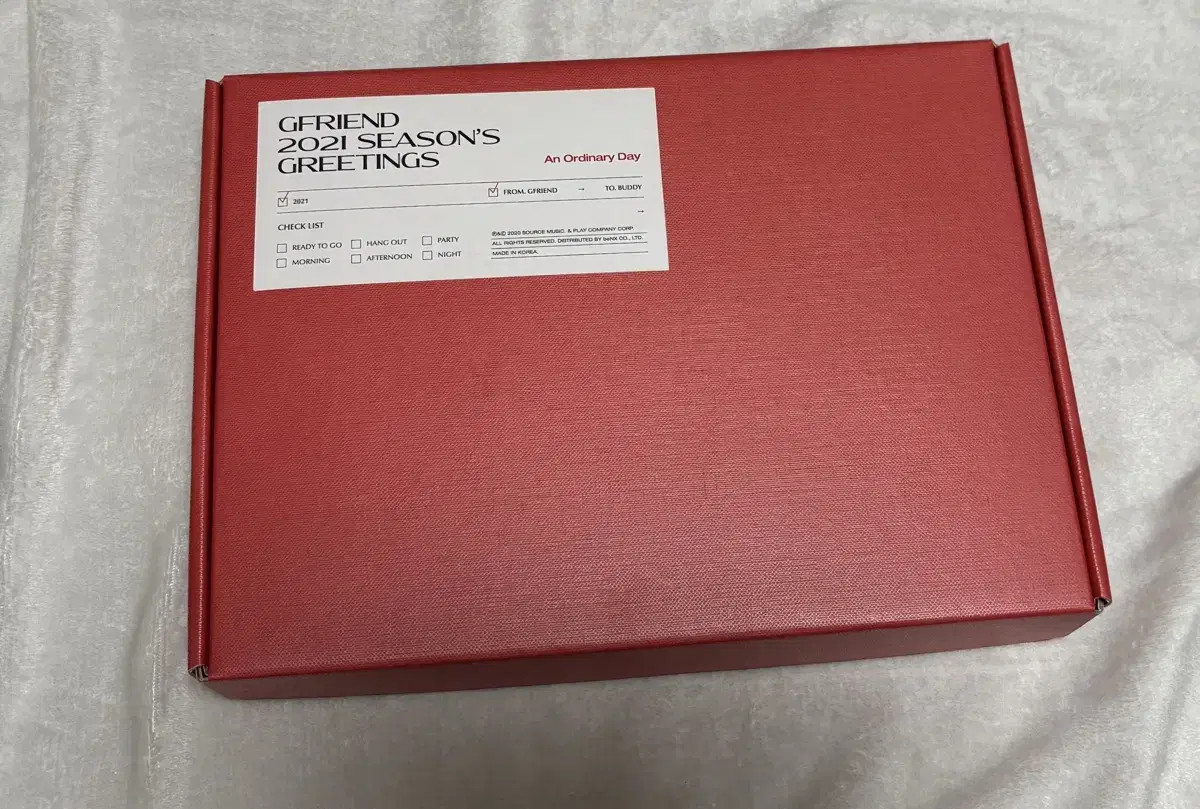 GFRIEND
2021 SEASON'S
GREETINGS
An Ordinary Day
2021
FROM. GFRIEND → TO. BUDDY
→
CHECK LIST
READY TO GO HANG OUT PARTY
MORNING AFTERNOON NIGHT
℗&© 2020 SOURCE MUSIC. & PLAY COMPANY CORP.
ALL RIGHTS RESERVED. DISTRIBUTED BY beNX CO., LTD.
MADE IN KOREA.